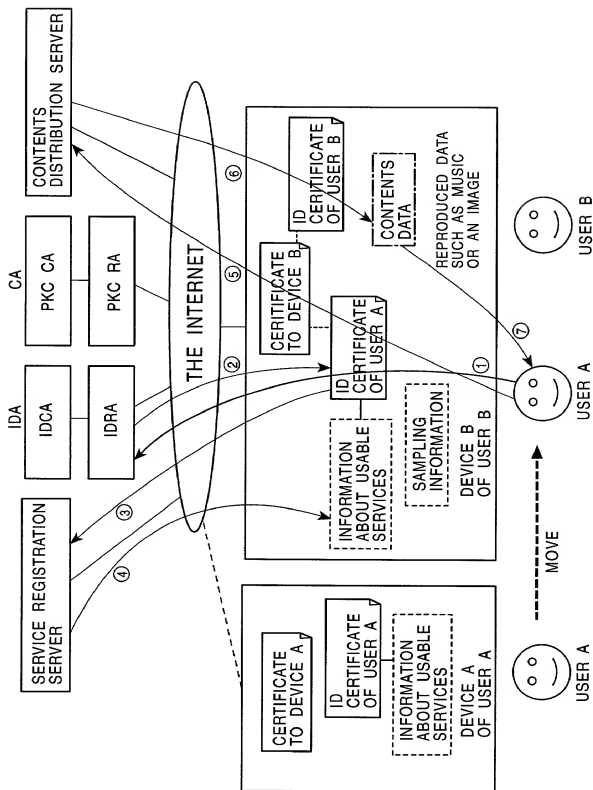 SERVICE REGISTRATION
SERVER
IDA
IDCA
IDRA
CA
PKC CA
PKC RA
CONTENTS
DISTRIBUTION SERVER
THE INTERNET
③
④
②
⑤
⑥
CERTIFICATE
TO DEVICE A
ID
CERTIFICATE
OF USER A
INFORMATION
ABOUT USABLE
SERVICES
DEVICE A
OF USER A
CERITIFICATE
TO DEVICE B
ID
CERITIFICATE
OF USER B
ID
CERTIFICATE
OF USER A
INFORMATION
ABOUT USABLE
SERVICES
SAMPLING
INFORMATION
CONTENTS
DATA
REPRODUCED DATA
SUCH AS MUSIC
OR AN IMAGE
DEVICE B
OF USER B
①
⑦
USER A
MOVE
USER A
USER B